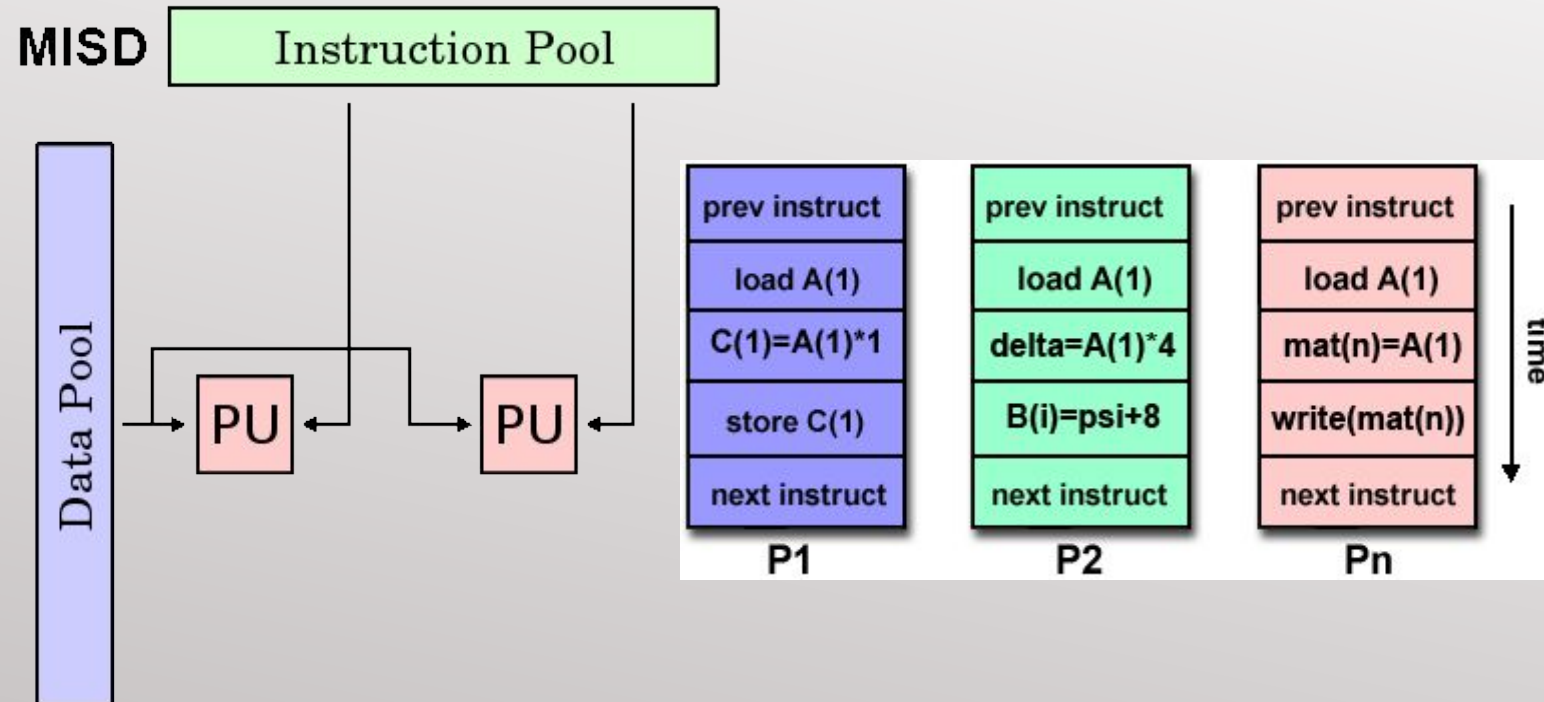 MISD
Instruction Pool
Data Pool
PU
PU
prev instruct
load A(1)
C(1)=A(1)*1
store C(1)
next instruct
P1
prev instruct
load A(1)
delta=A(1)*4
B(i)=psi+8
next instruct
P2
prev instruct
load A(1)
mat(n)=A(1)
write(mat(n))
next instruct
Pn
time